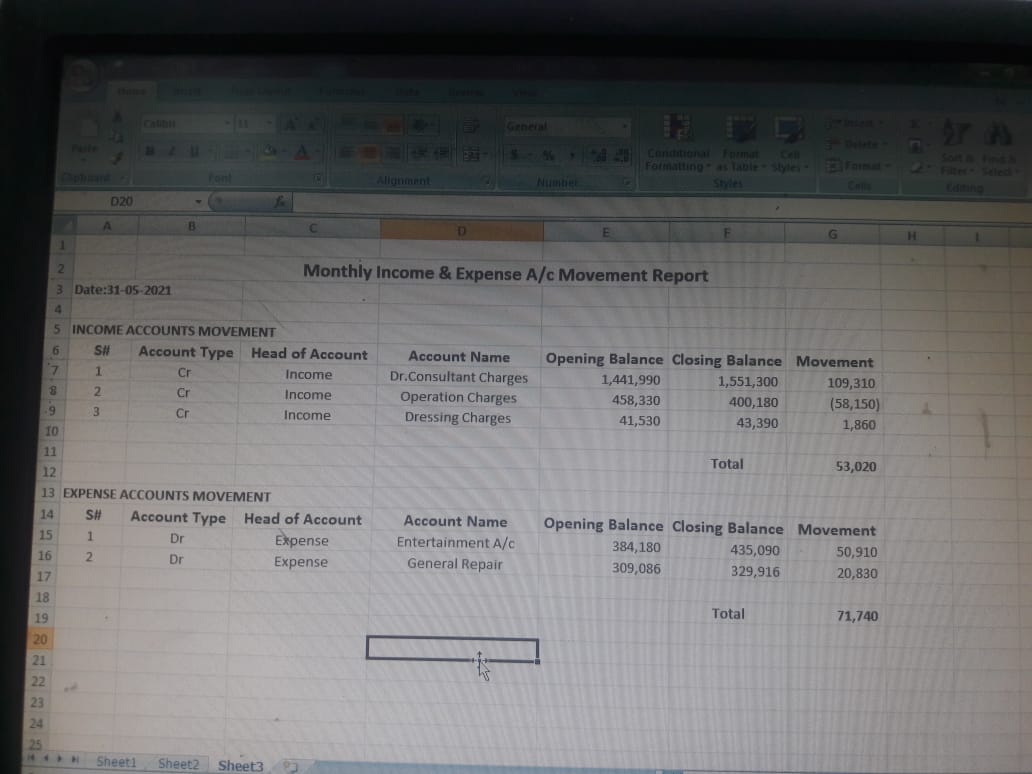 Home Insert Page Layout Formulas Data Review View
Paste Calibri 11 A A General Conditional Format Cell Insert Σ
B I U A $ % , Formatting as Table Styles Delete Sort & Find &
Format Filter Select
Clipboard Font Alignment Number Styles Cells Editing
D20 fx
A B C D E F G H I
1
2 Monthly Income & Expense A/c Movement Report
3 Date:31-05-2021
4
5 INCOME ACCOUNTS MOVEMENT
6 S# Account Type Head of Account Account Name Opening Balance Closing Balance Movement
7 1 Cr Income Dr.Consultant Charges 1,441,990 1,551,300 109,310
8 2 Cr Income Operation Charges 458,330 400,180 (58,150)
9 3 Cr Income Dressing Charges 41,530 43,390 1,860
10
11 Total 53,020
12
13 EXPENSE ACCOUNTS MOVEMENT
14 S# Account Type Head of Account Account Name Opening Balance Closing Balance Movement
15 1 Dr Expense Entertainment A/c 384,180 435,090 50,910
16 2 Dr Expense General Repair 309,086 329,916 20,830
17
18 Total 71,740
19
20
21
22
23
24
25
Sheet1 Sheet2 Sheet3